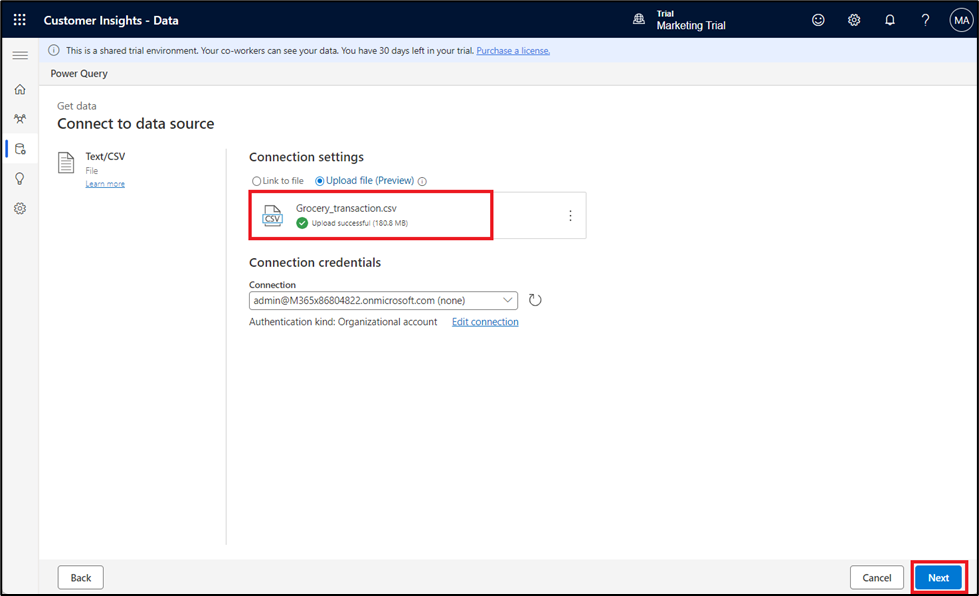 Customer Insights - Data
Trial
Marketing Trial
?
MA
This is a shared trial environment. Your co-workers can see your data. You have 30 days left in your trial. Purchase a license.
Power Query
Get data
Connect to data source
Text/CSV
File
Learn more
Connection settings
Link to file
Upload file (Preview)
CSV
Grocery_transaction.csv
Upload successful (180.8 MB)
Connection credentials
Connection
admin@M365x86804822.onmicrosoft.com (none)
Authentication kind: Organizational account
Edit connection
Back
Cancel
Next